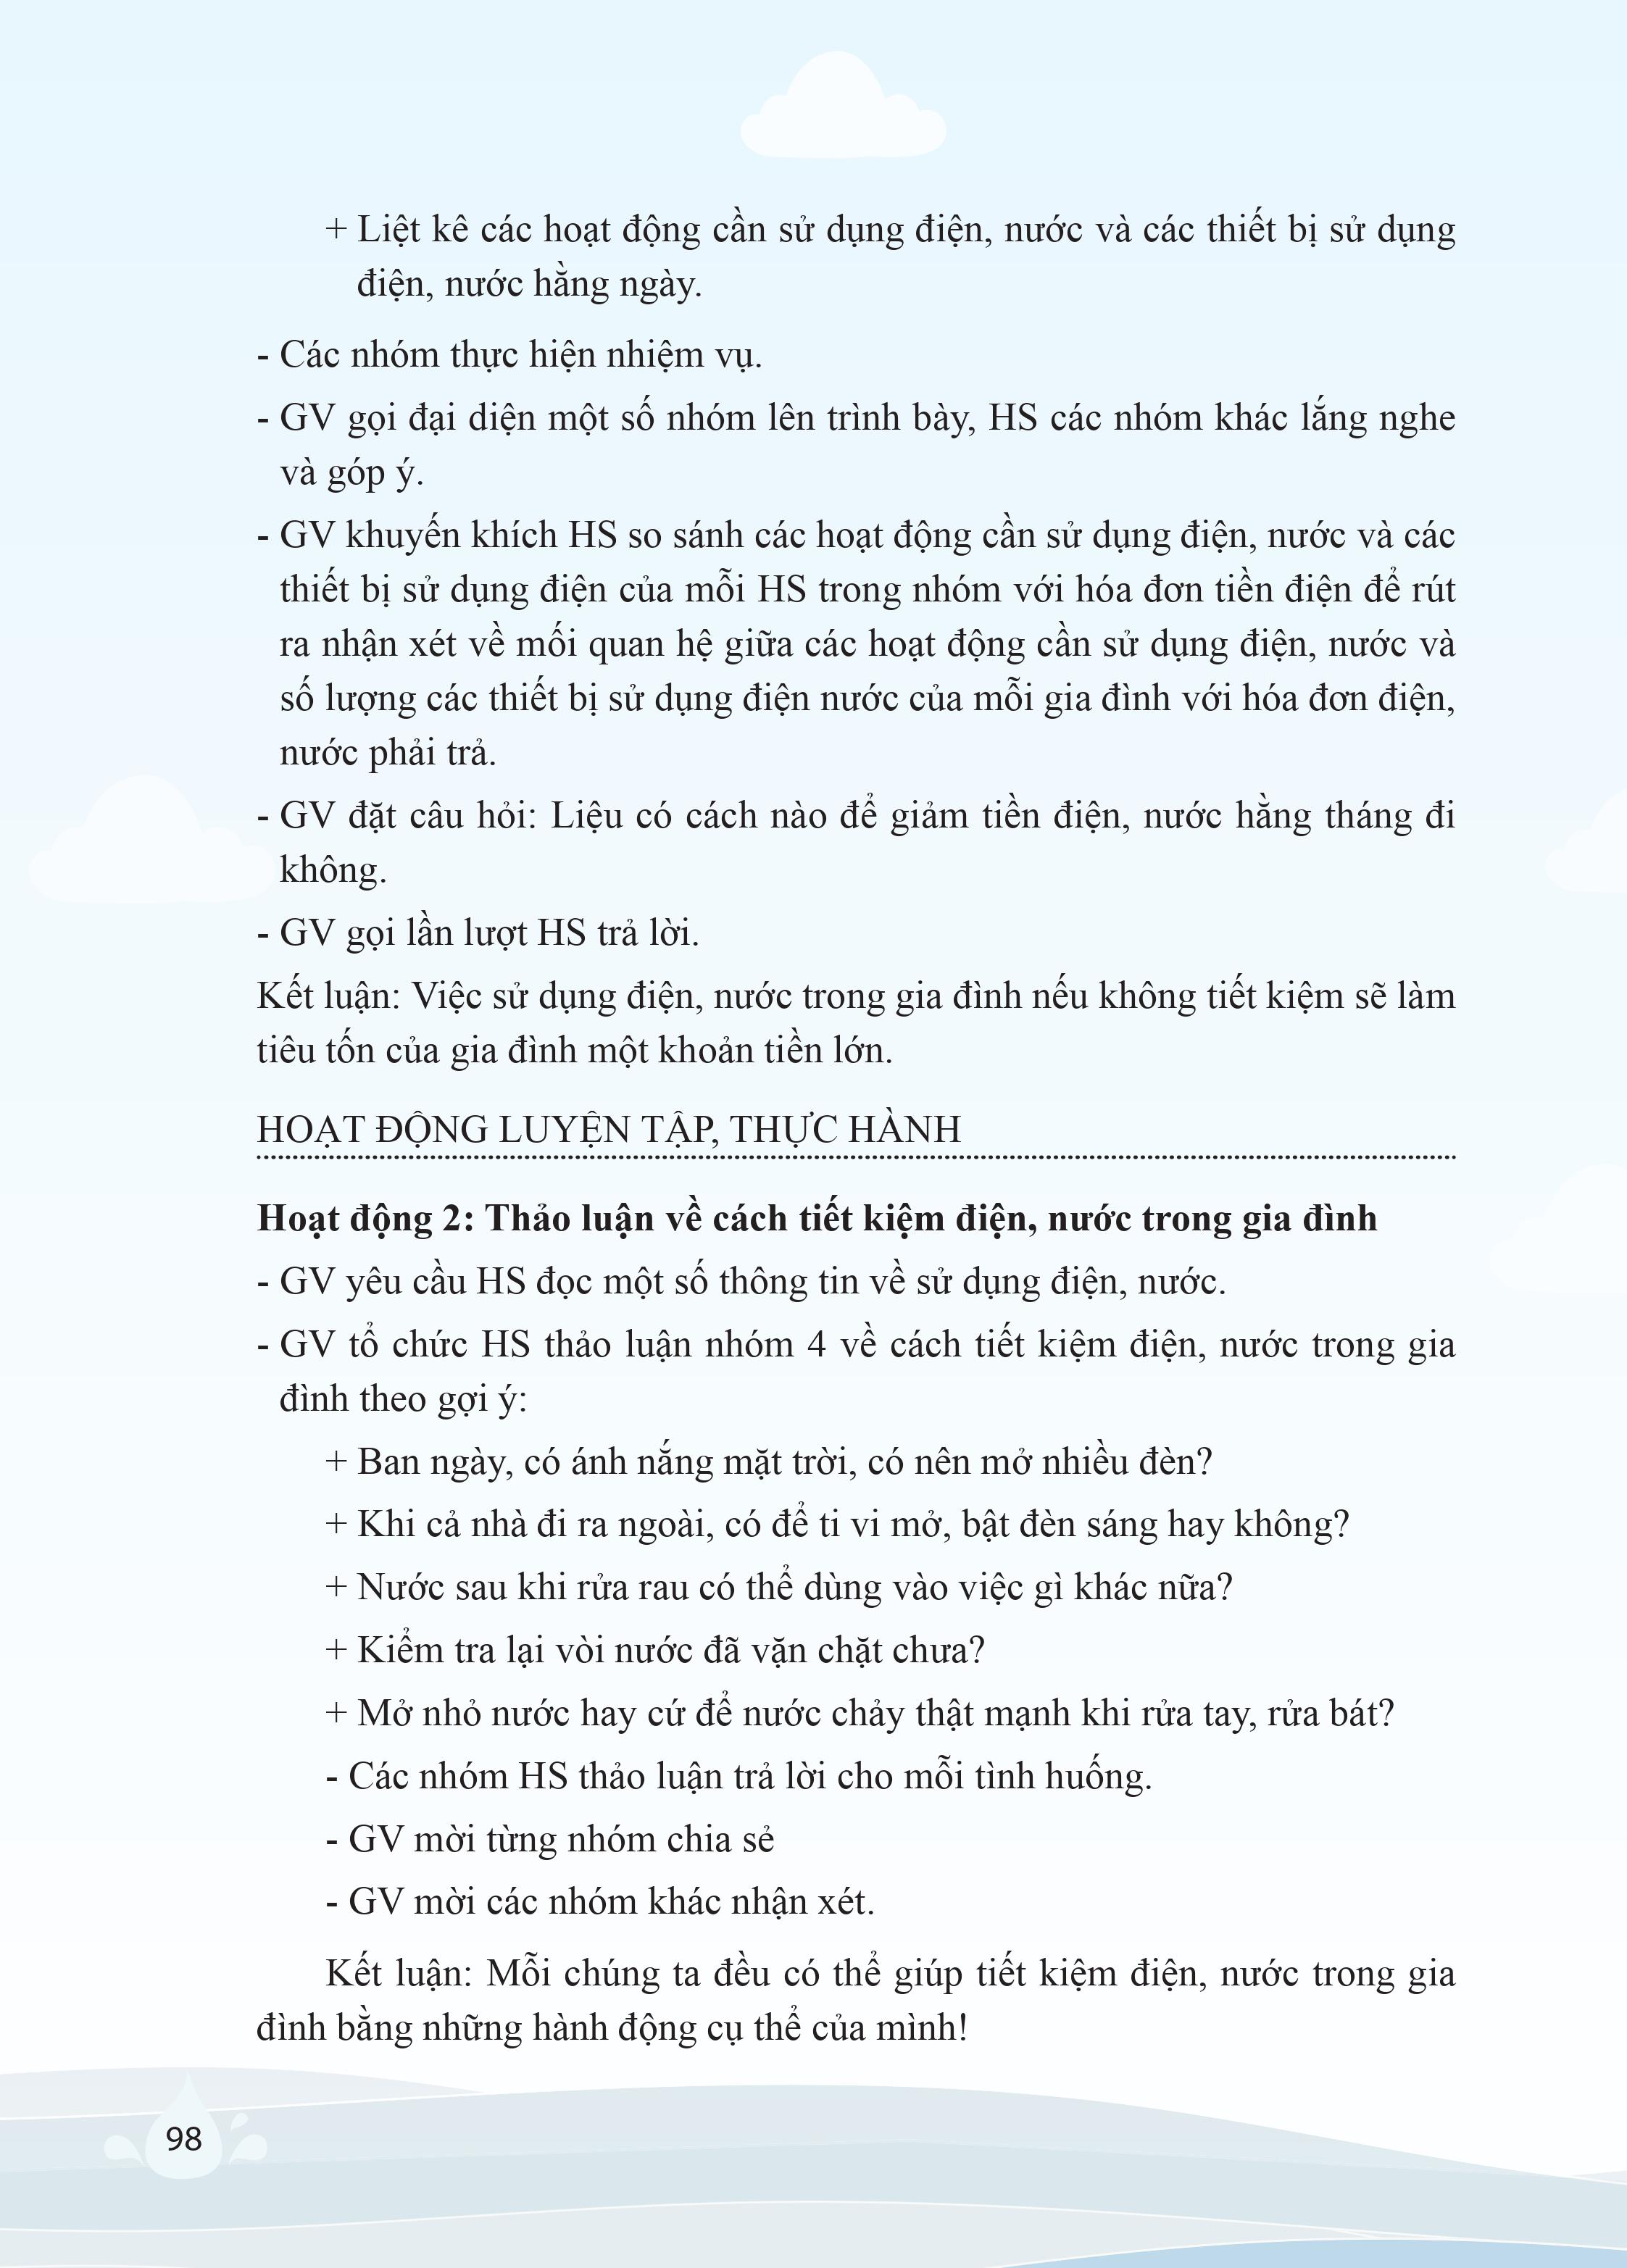 + Liệt kê các hoạt động cần sử dụng điện, nước và các thiết bị sử dụng
điện, nước hằng ngày.
- Các nhóm thực hiện nhiệm vụ.
- GV gọi đại diện một số nhóm lên trình bày, HS các nhóm khác lắng nghe
và góp ý.
- GV khuyến khích HS so sánh các hoạt động cần sử dụng điện, nước và các
thiết bị sử dụng điện của mỗi HS trong nhóm với hóa đơn tiền điện để rút
ra nhận xét về mối quan hệ giữa các hoạt động cần sử dụng điện, nước và
số lượng các thiết bị sử dụng điện nước của mỗi gia đình với hóa đơn điện,
nước phải trả.
- GV đặt câu hỏi: Liệu có cách nào để giảm tiền điện, nước hằng tháng đi
không.
- GV gọi lần lượt HS trả lời.
Kết luận: Việc sử dụng điện, nước trong gia đình nếu không tiết kiệm sẽ làm
tiêu tốn của gia đình một khoản tiền lớn.
HOẠT ĐỘNG LUYỆN TẬP, THỰC HÀNH
Hoạt động 2: Thảo luận về cách tiết kiệm điện, nước trong gia đình
- GV yêu cầu HS đọc một số thông tin về sử dụng điện, nước.
- GV tổ chức HS thảo luận nhóm 4 về cách tiết kiệm điện, nước trong gia
đình theo gợi ý:
+ Ban ngày, có ánh nắng mặt trời, có nên mở nhiều đèn?
+ Khi cả nhà đi ra ngoài, có để ti vi mở, bật đèn sáng hay không?
+ Nước sau khi rửa rau có thể dùng vào việc gì khác nữa?
+ Kiểm tra lại vòi nước đã vặn chặt chưa?
+ Mở nhỏ nước hay cứ để nước chảy thật mạnh khi rửa tay, rửa bát?
- Các nhóm HS thảo luận trả lời cho mỗi tình huống.
- GV mời từng nhóm chia sẻ
- GV mời các nhóm khác nhận xét.
Kết luận: Mỗi chúng ta đều có thể giúp tiết kiệm điện, nước trong gia
đình bằng những hành động cụ thể của mình!
98